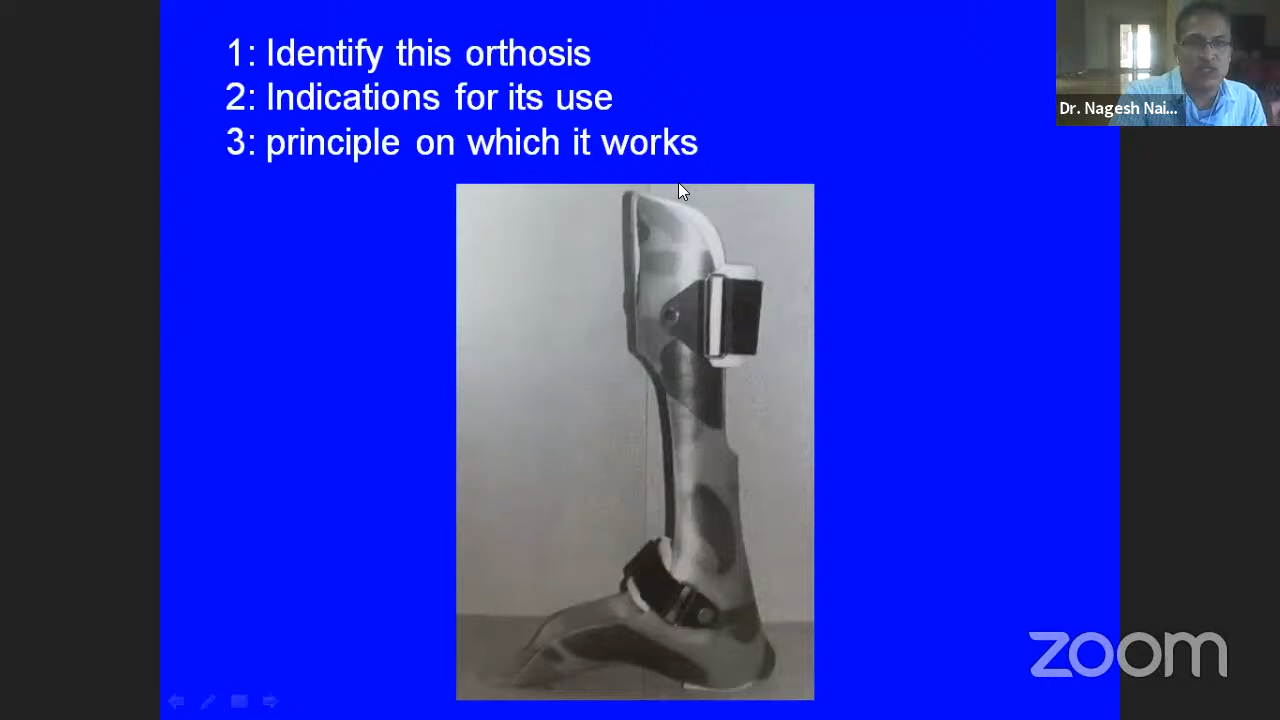 1: Identify this orthosis
2: Indications for its use
3: principle on which it works
Dr. Nagesh Nai...
zoom